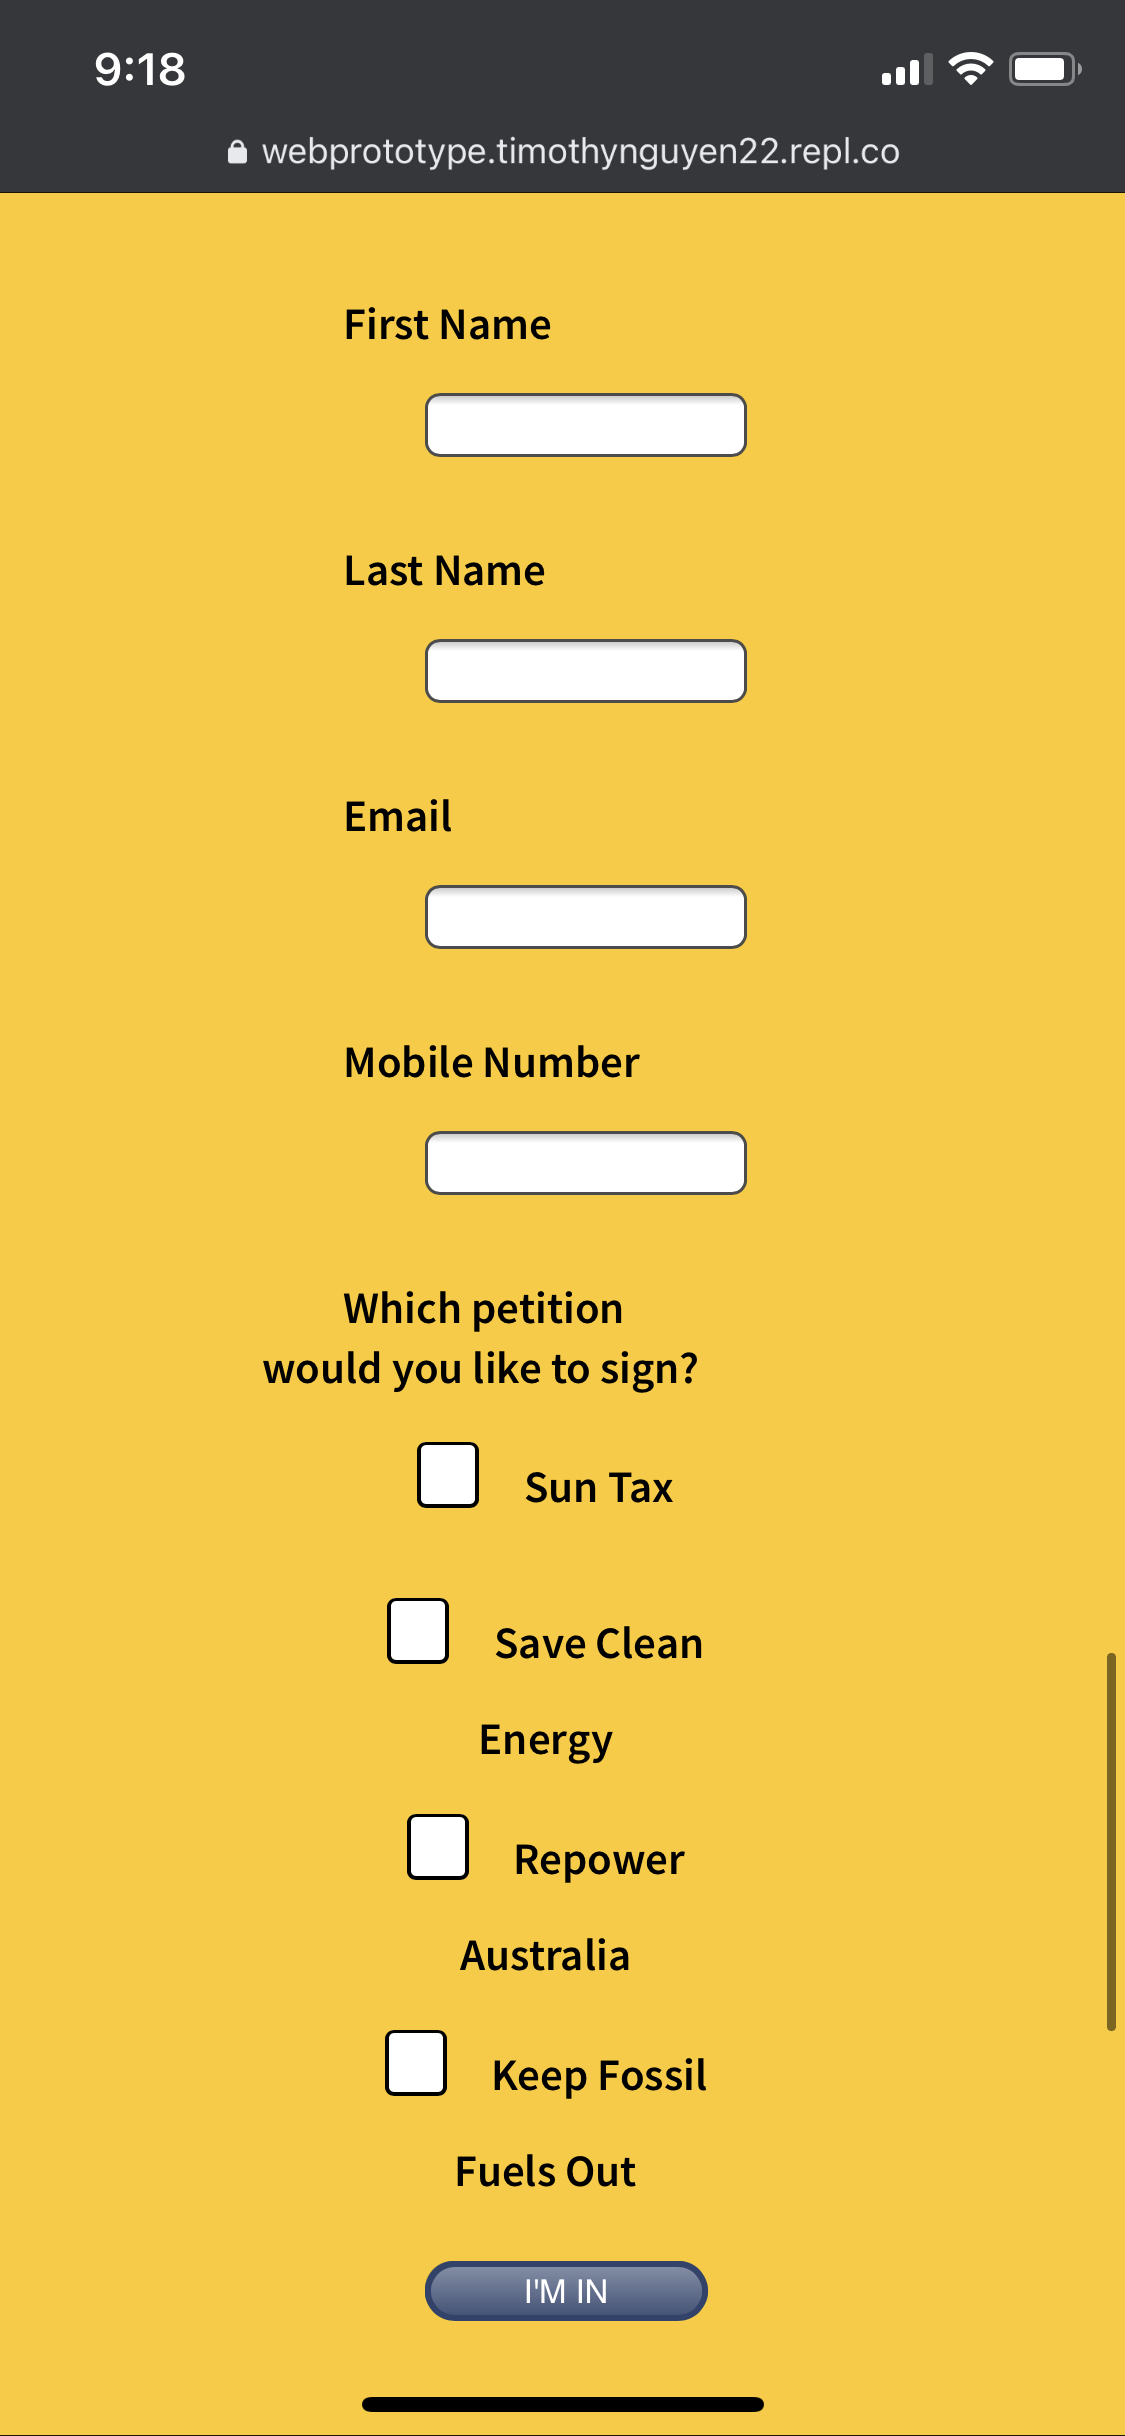 9:18
webprototype.timothynguyen22.repl.co
First Name
Last Name
Email
Mobile Number
Which petition
would you like to sign?
Sun Tax
Save Clean
Energy
Repower
Australia
Keep Fossil
Fuels Out
I'M IN